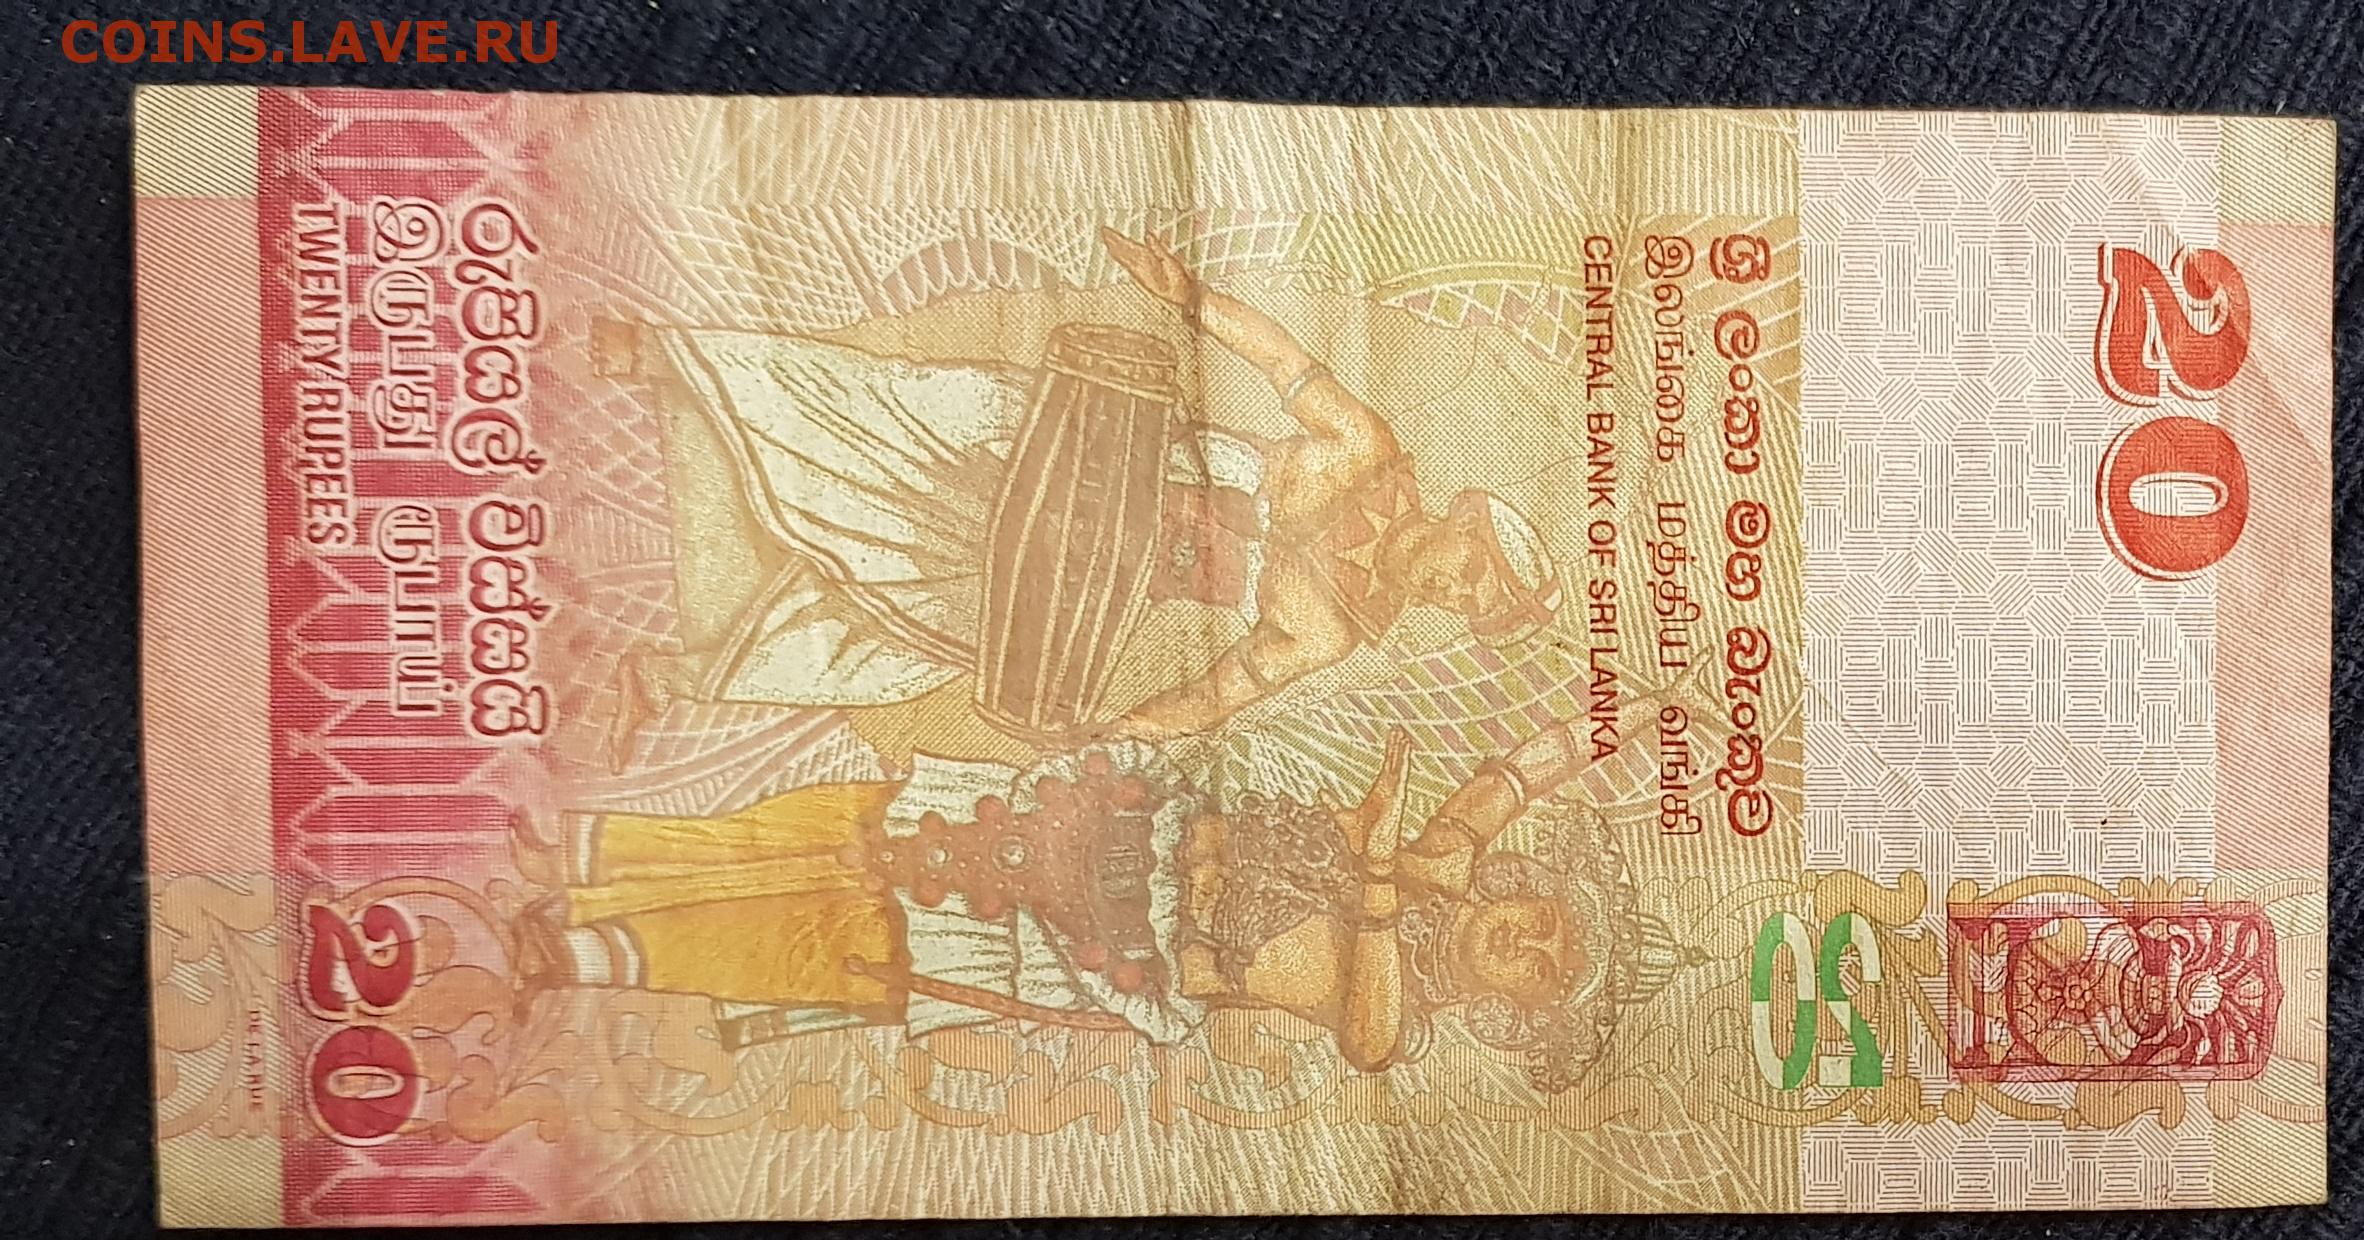 COINS.LAVE.RU
20
ශ්‍රී ලංකා මහ බැංකුව
இலங்கை மத்திய வங்கி
CENTRAL BANK OF SRI LANKA
20
රුපියල් විස්සයි
இருபது ரூபாய்
TWENTY RUPEES
20
DE LA RUE